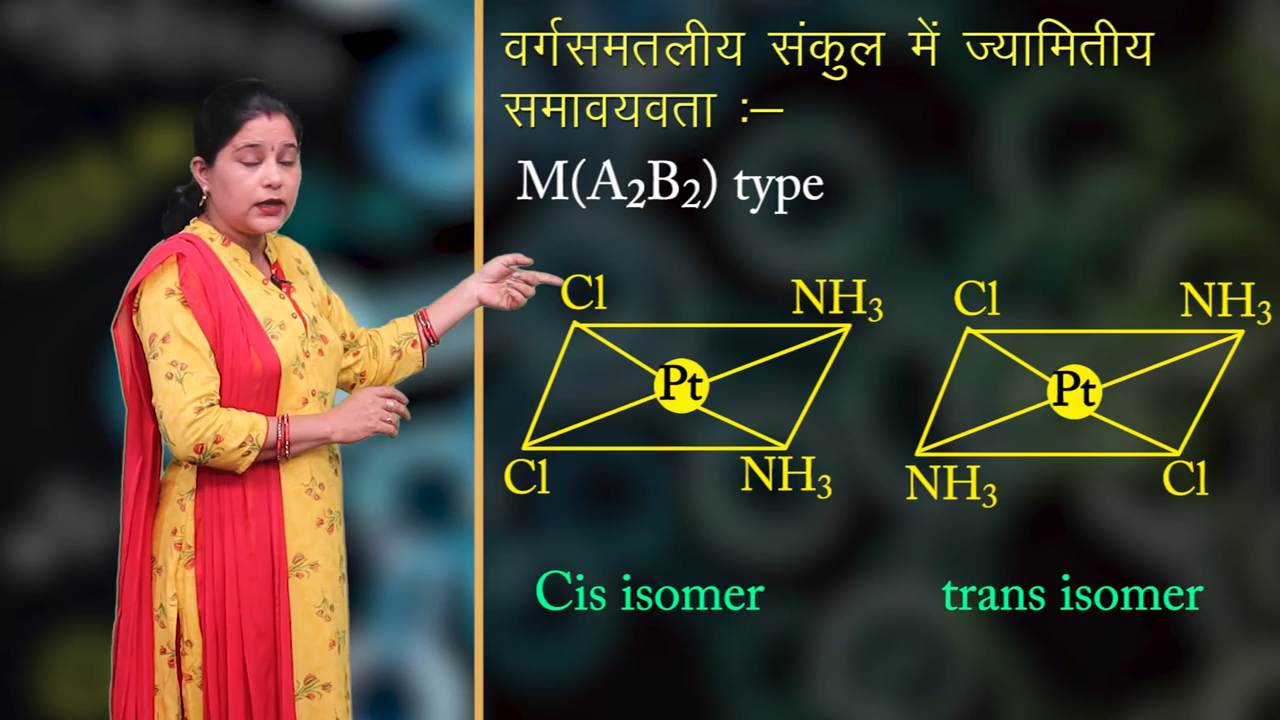 वर्गसमतलीय संकुल में ज्यामितीय
समावयवता :–
M(A₂B₂) type
Cl NH₃
Pt
Cl NH₃
Cl NH₃
Pt
NH₃ Cl
Cis isomer
trans isomer